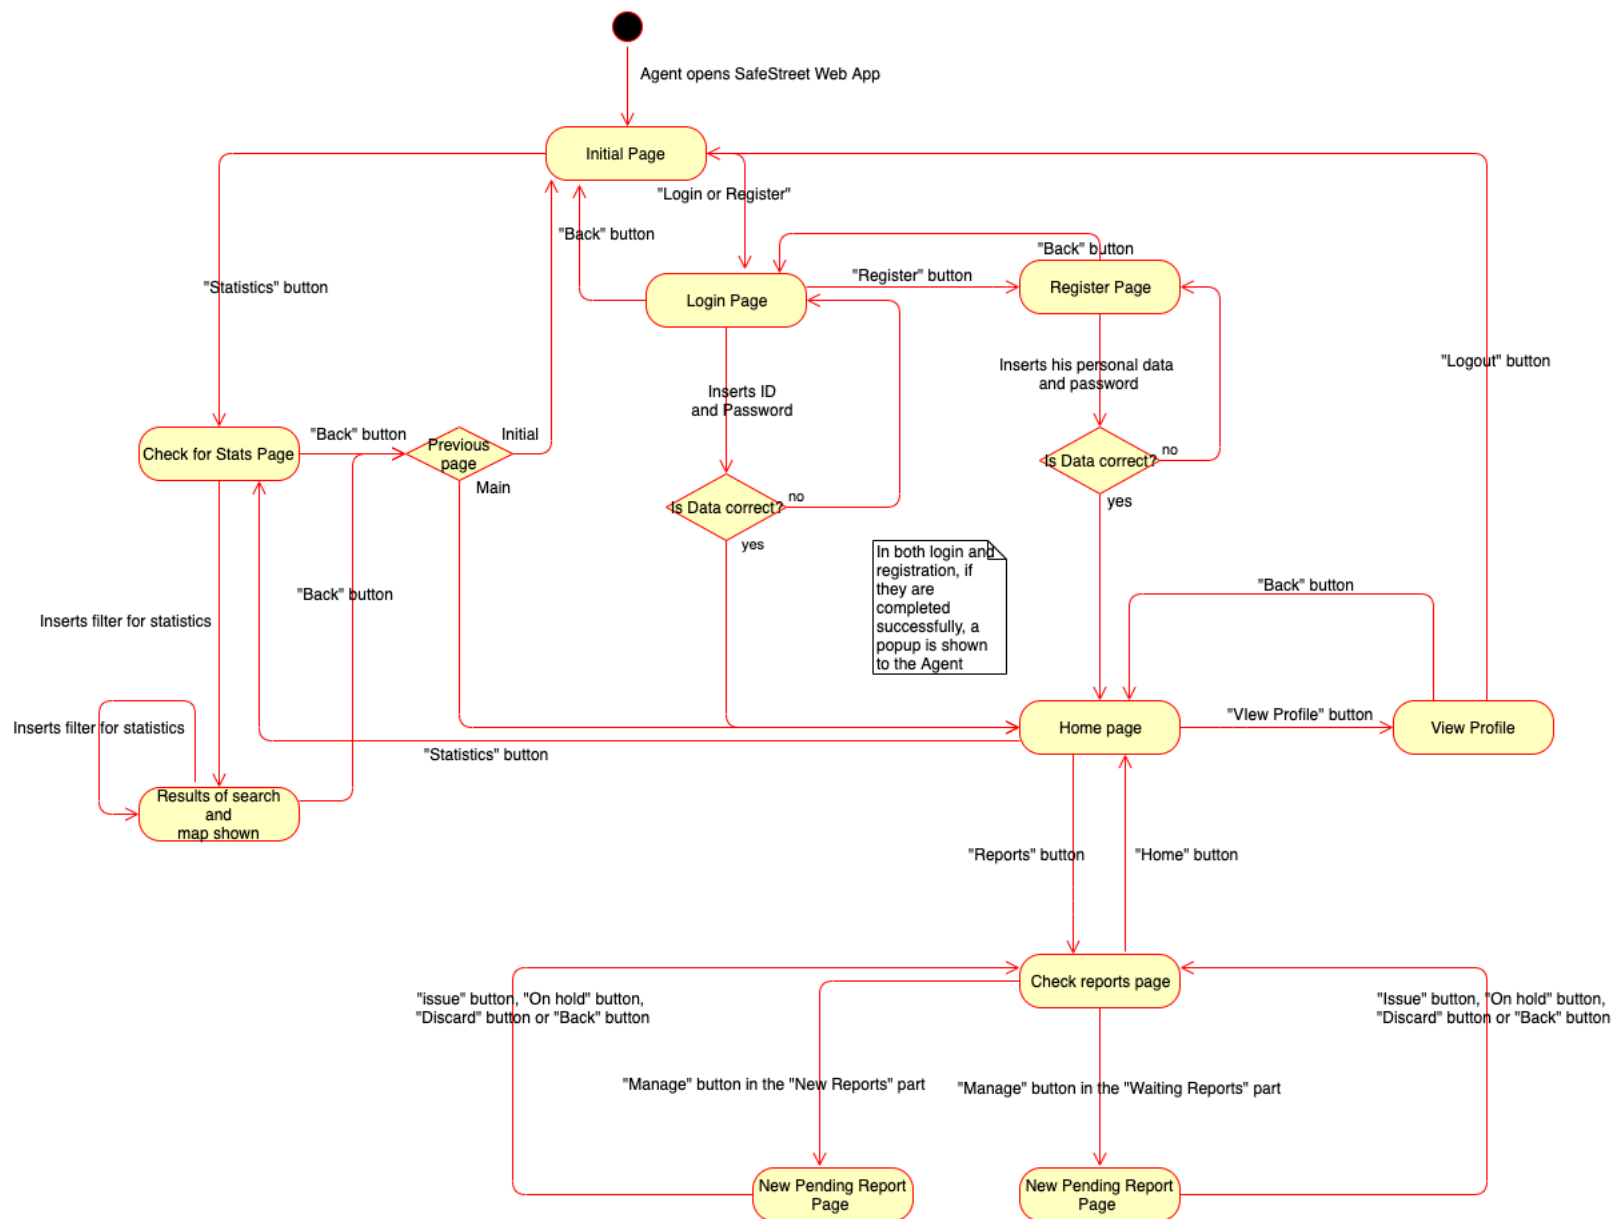 Agent opens SafeStreet Web App
Initial Page
"Login or Register"
"Back" button
"Back" button
"Register" button
"Statistics" button
Login Page
Register Page
"Logout" button
Inserts his personal data
and password
Inserts ID
and Password
Check for Stats Page
"Back" button
Previous
page
Initial
Main
Is Data correct?
no
yes
Is Data correct?
no
yes
In both login and
registration, if
they are
completed
successfully, a
popup is shown
to the Agent
"Back" button
"Back" button
Inserts filter for statistics
Inserts filter for statistics
Home page
"VIew Profile" button
View Profile
"Statistics" button
Results of search
and
map shown
"Reports" button
"Home" button
Check reports page
"issue" button, "On hold" button,
"Discard" button or "Back" button
"Issue" button, "On hold" button,
"Discard" button or "Back" button
"Manage" button in the "New Reports" part
"Manage" button in the "Waiting Reports" part
New Pending Report
Page
New Pending Report
Page